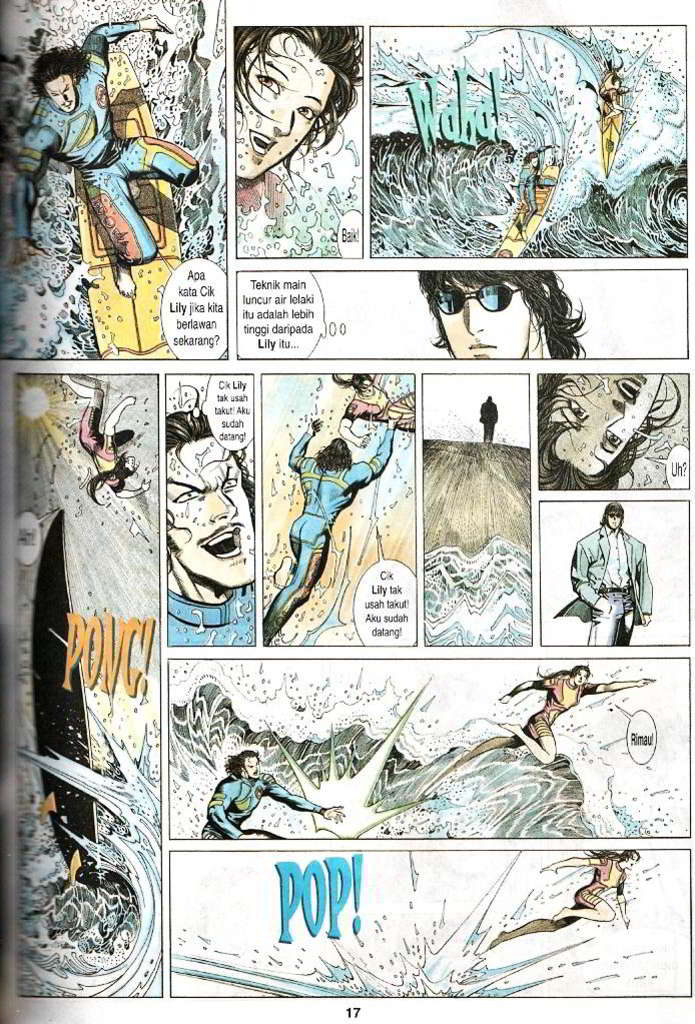 Apa
kata Cik
Lily jika kita
berlawan
sekarang?
Baik!
Waba!
Teknik main
luncur air lelaki
itu adalah lebih
tinggi daripada
Lily itu...
Cik Lily
tak usah
takut! Aku
sudah
datang!
Cik
Lily tak
usah takut!
Aku sudah
datang!
Uh?
PONG!
Rimau!
POP!
17